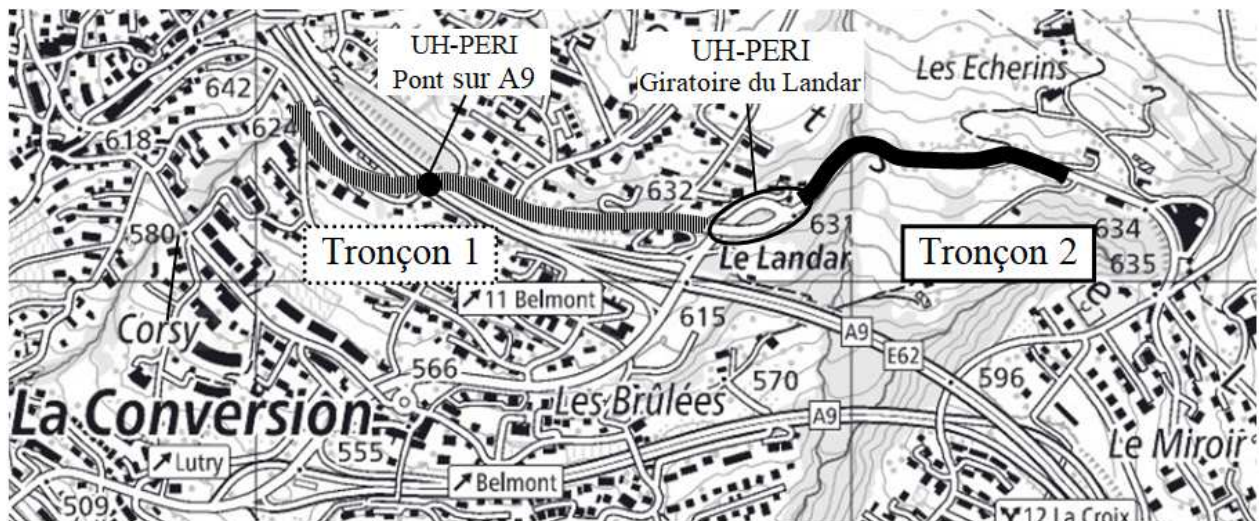 UH-PERI
Pont sur A9
UH-PERI
Giratoire du Landar
Les Echerins
642
624
618
632
t
631
634
635
580
Tronçon 1
Le Landar
Tronçon 2
e
11 Belmont
615
Corsy
A9
E62
566
570
596
Les Brûlées
La Conversion
A9
Le Miroir
555
Lutry
Belmont
509
12 La Croix